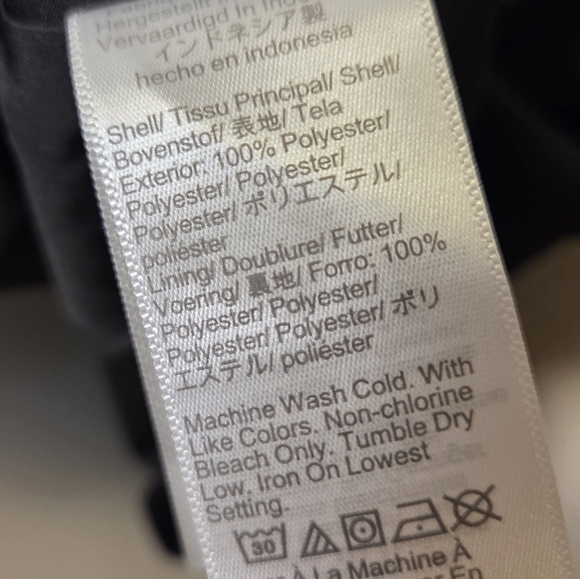 Hergestellt in
Vervaardigd In
インドネシア製
hecho en indonesia
Shell/ Tissu Principal/ Shell/
Bovenstof/ 表地/ Tela
Exterior: 100% Polyester/
Polyester/ Polyester/
Polyester/ ポリエステル/
poliéster
Lining/ Doublure/ Futter/
Voering/ 裏地/ Forro: 100%
Polyester/ Polyester/
Polyester/ Polyester/ ポリ
エステル/ poliéster
Machine Wash Cold. With
Like Colors. Non-chlorine
Bleach Only. Tumble Dry
Low. Iron On Lowest
Setting.
30
À La Machine À
En